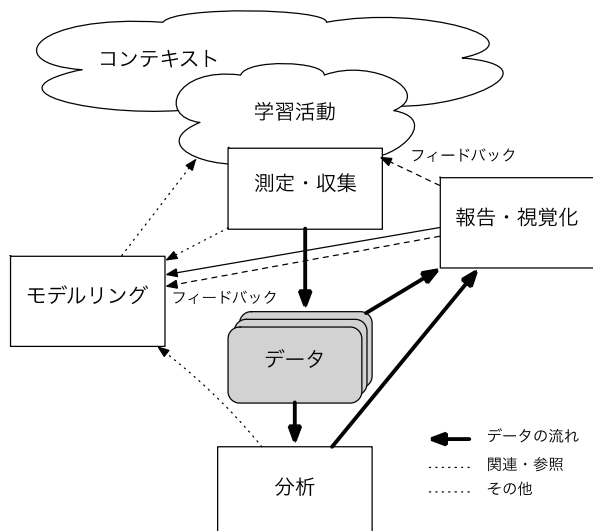 コンテキスト
学習活動
フィードバック
測定・収集
報告・視覚化
モデルリング
フィードバック
データ
データの流れ
関連・参照
その他
分析